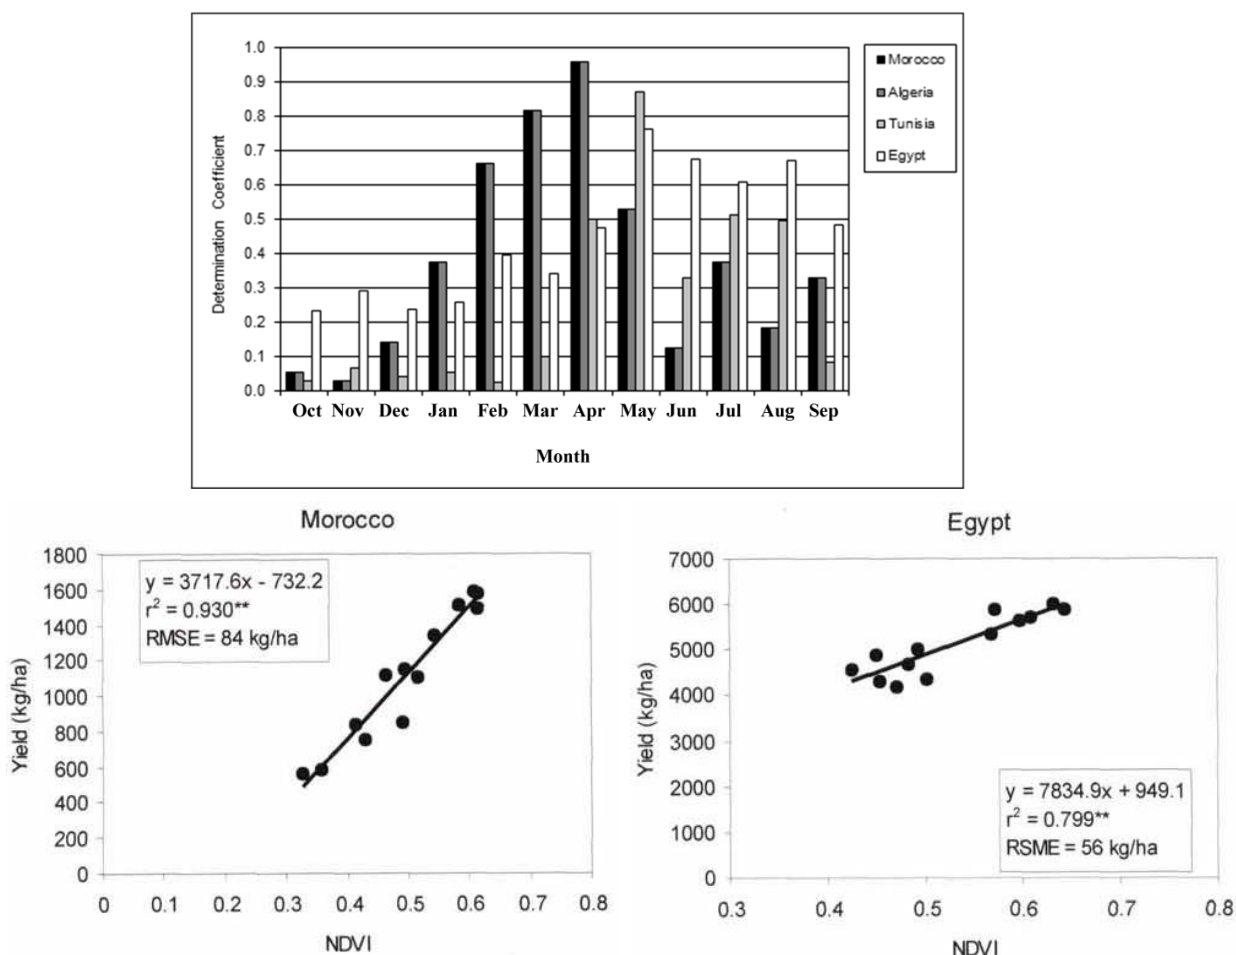 1.0
0.9
0.8
0.7
0.6
0.5
0.4
0.3
0.2
0.1
0.0
Determination Coefficient
Oct Nov Dec Jan Feb Mar Apr May Jun Jul Aug Sep
Month
Morocco
Algeria
Tunisia
Egypt
Morocco
1800
1600
1400
1200
1000
800
600
400
200
0
Yield (kg/ha)
y = 3717.6x - 732.2
r² = 0.930**
RMSE = 84 kg/ha
0 0.1 0.2 0.3 0.4 0.5 0.6 0.7 0.8
NDVI
Egypt
7000
6000
5000
4000
3000
2000
1000
0
Yield (kg/ha)
y = 7834.9x + 949.1
r² = 0.799**
RSME = 56 kg/ha
0.3 0.4 0.5 0.6 0.7 0.8
NDVI